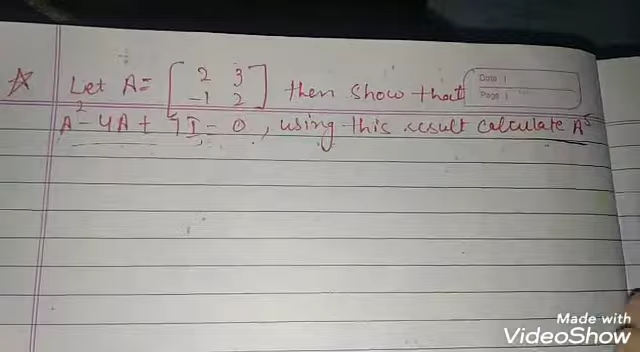 ☆ Let A = [ 2 3
-1 2 ] then show that
Date
Page
A² - 4A + 7I = 0, using this result calculate A⁵
Made with
VideoShow